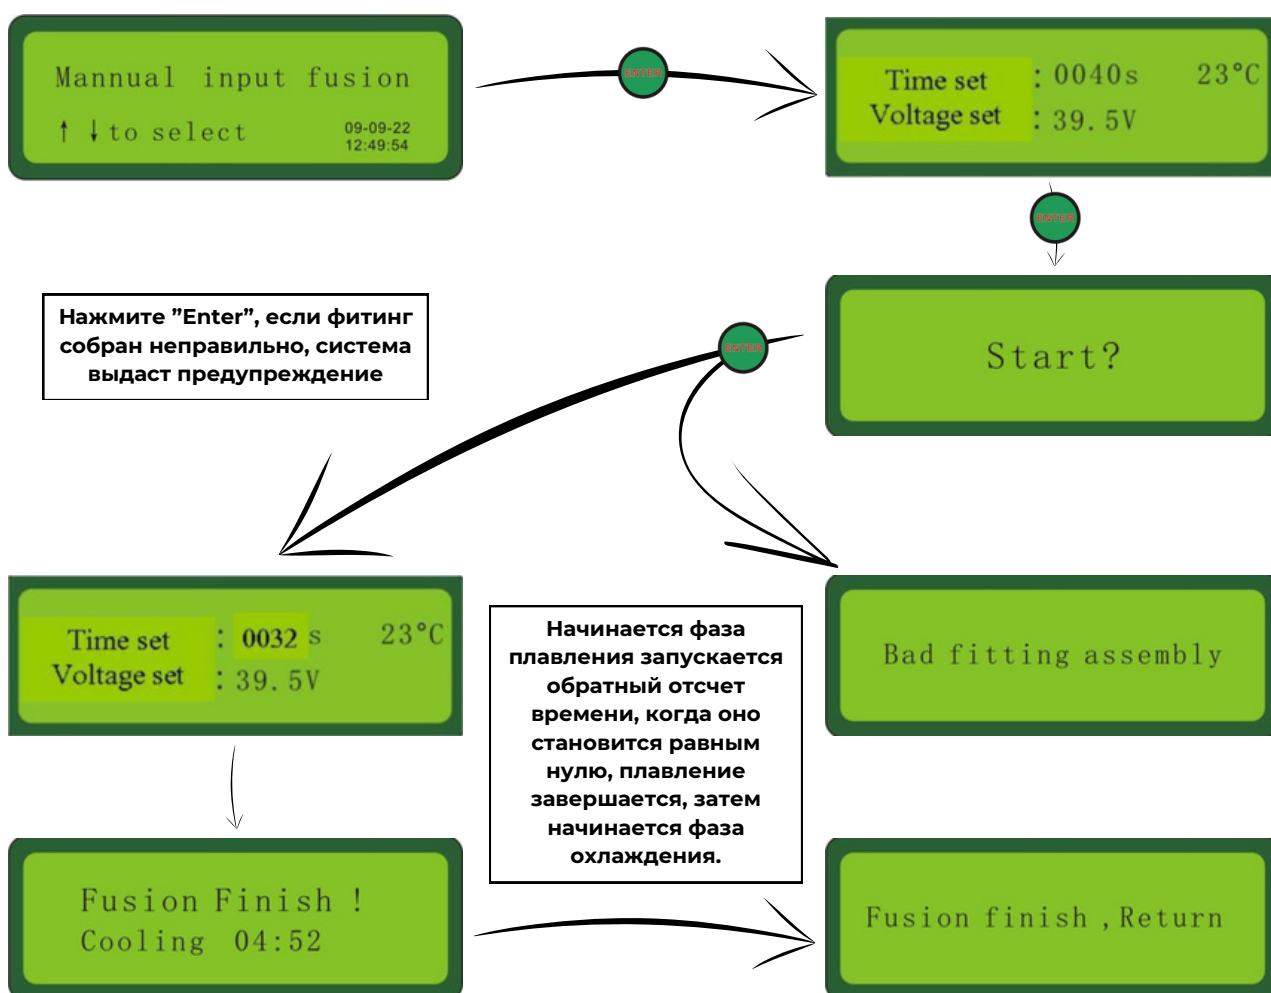 Mannual input fusion
↑ ↓to select
09-09-22
12:49:54
ENTER
Time set : 0040s 23°C
Voltage set : 39.5V
ENTER
Start?
Нажмите ”Enter”, если фитинг
собран неправильно, система
выдаст предупреждение
ENTER
Time set : 0032 s 23°C
Voltage set : 39.5V
Начинается фаза
плавления запускается
обратный отсчет
времени, когда оно
становится равным
нулю, плавление
завершается, затем
начинается фаза
охлаждения.
Bad fitting assembly
Fusion Finish !
Cooling 04:52
Fusion finish ,Return